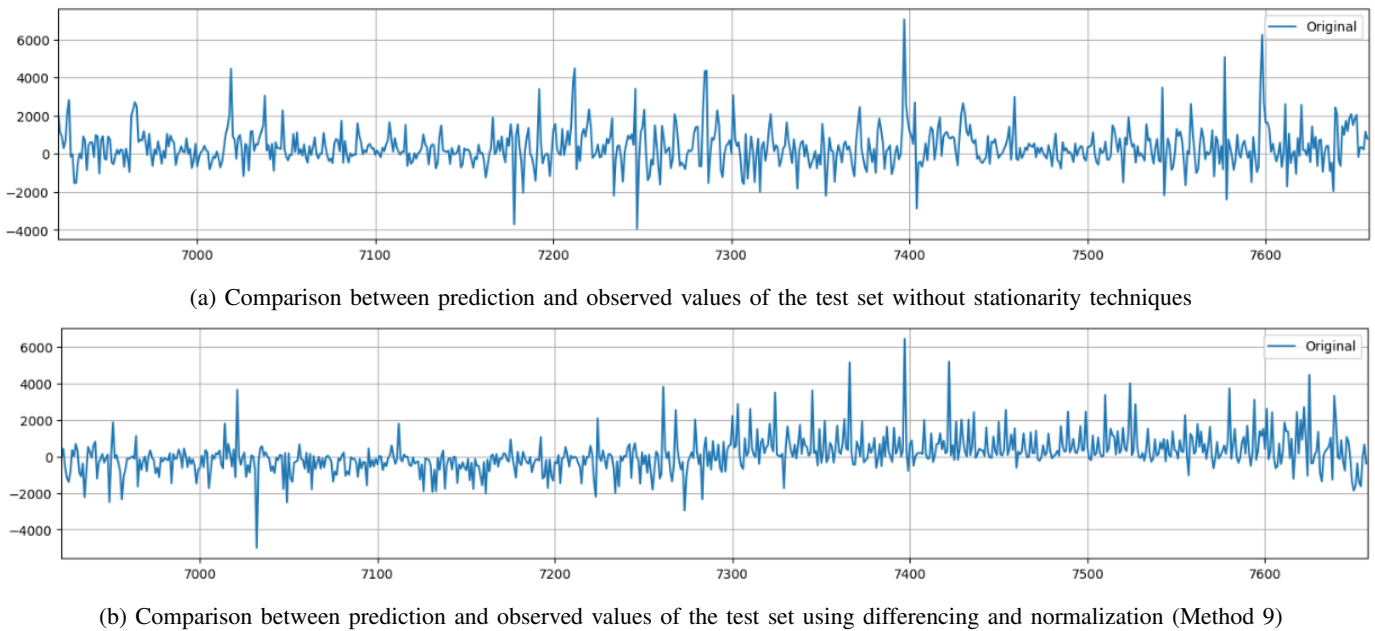 6000
4000
2000
0
−2000
−4000
Original
7000 7100 7200 7300 7400 7500 7600
(a) Comparison between prediction and observed values of the test set without stationarity techniques
6000
4000
2000
0
−2000
−4000
Original
7000 7100 7200 7300 7400 7500 7600
(b) Comparison between prediction and observed values of the test set using differencing and normalization (Method 9)